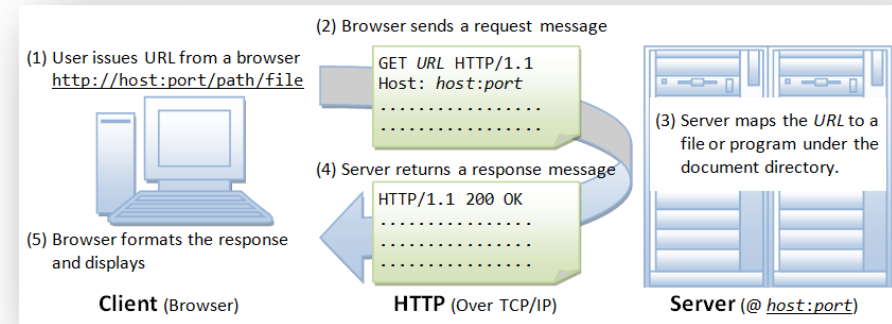 (1) User issues URL from a browser
http://host:port/path/file
(2) Browser sends a request message
GET URL HTTP/1.1
Host: host:port
.................
.................
(3) Server maps the URL to a
file or program under the
document directory.
(4) Server returns a response message
HTTP/1.1 200 OK
................
................
................
(5) Browser formats the response
and displays
Client (Browser)
HTTP (Over TCP/IP)
Server (@ host:port)